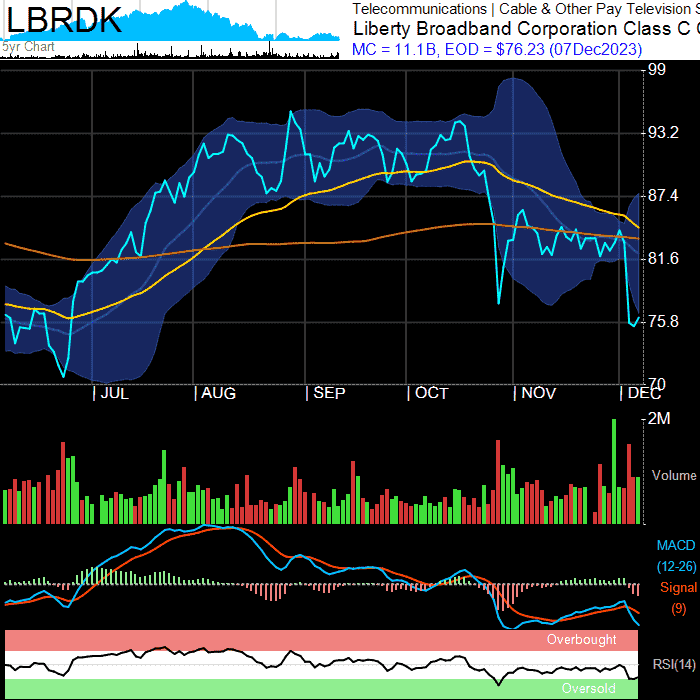 LBRDK
5yr Chart
Telecommunications | Cable & Other Pay Television S
Liberty Broadband Corporation Class C C
MC = 11.1B, EOD = $76.23 (07Dec2023)
99
93.2
87.4
81.6
75.8
70
| JUL | AUG | SEP | OCT | NOV | DEC
2M
Volume
MACD
(12-26)
Signal
(9)
Overbought
RSI(14)
Oversold